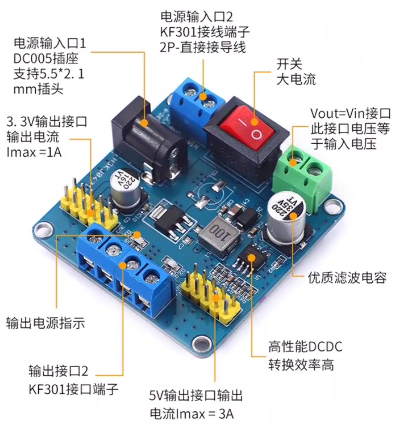 电源输入口2
KF301接线端子
2P-直接接导线
电源输入口1
DC005插座
支持5.5*2.1
mm插头
开关
大电流
Vout=Vin接口
此接口电压等
于输入电压
3.3V输出接口
输出电流
Imax =1A
220
35V
VT
100
优质滤波电容
输出电源指示
高性能DCDC
转换效率高
输出接口2
KF301接口端子
5V输出接口输出
电流Imax = 3A